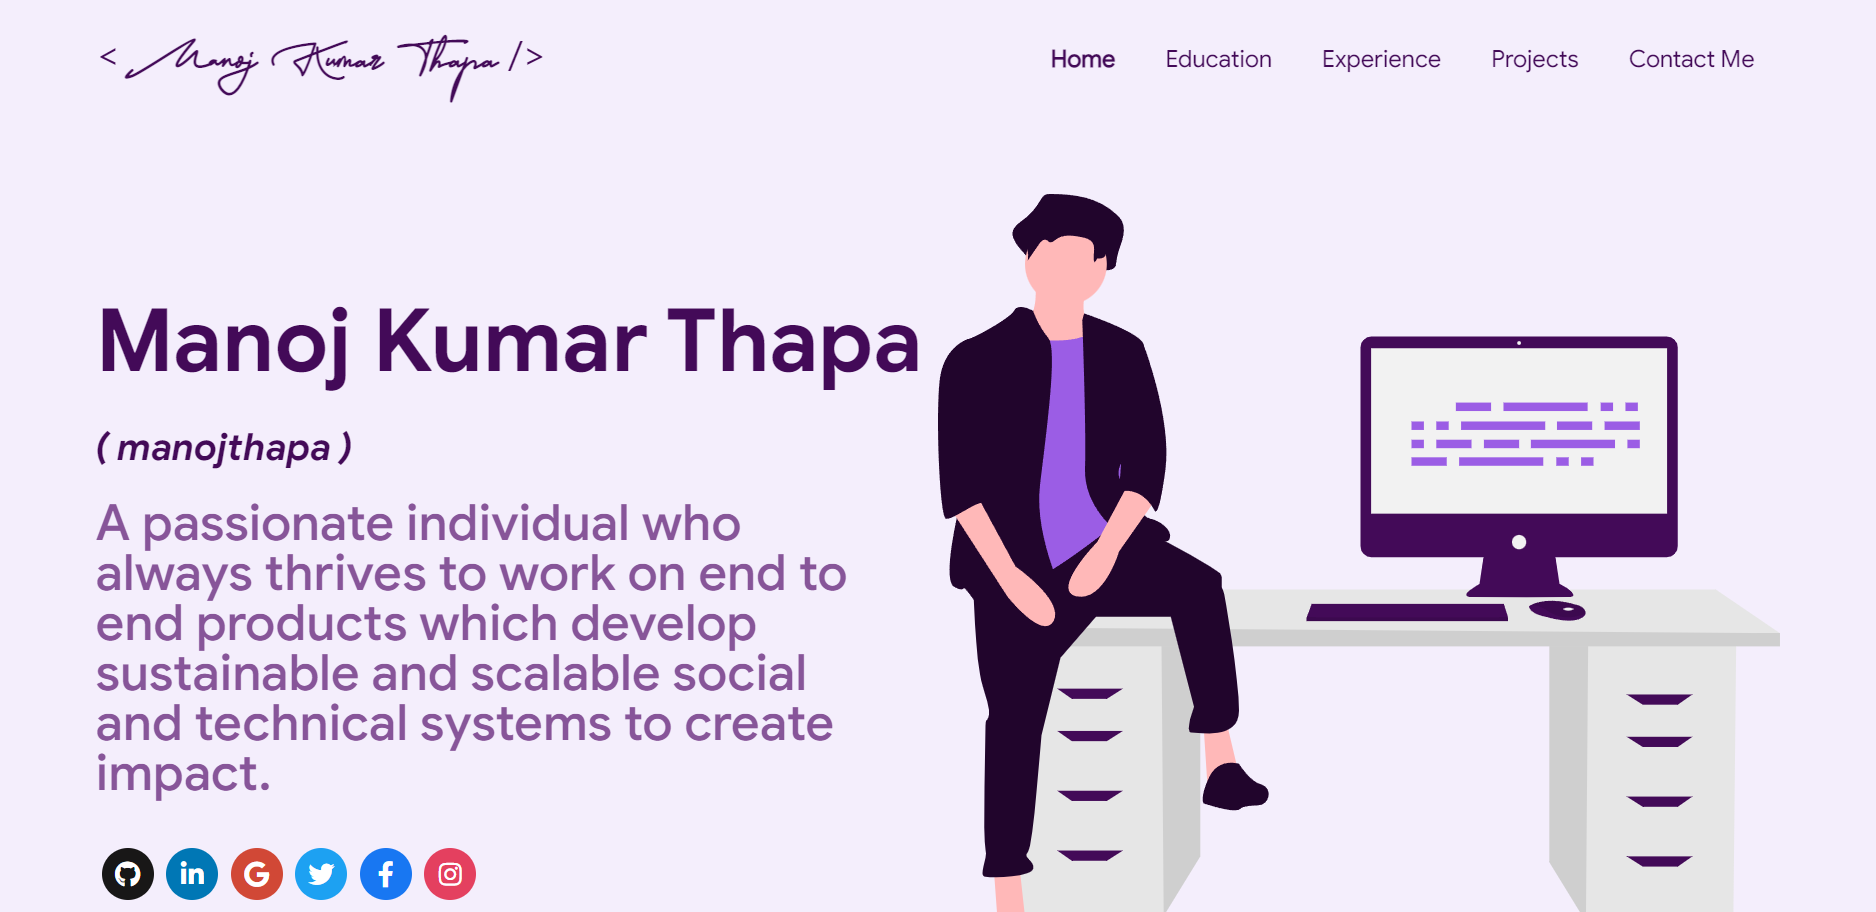 < Manoj Kumar Thapa />
Home Education Experience Projects Contact Me
Manoj Kumar Thapa
( manojthapa )
A passionate individual who
always thrives to work on end to
end products which develop
sustainable and scalable social
and technical systems to create
impact.